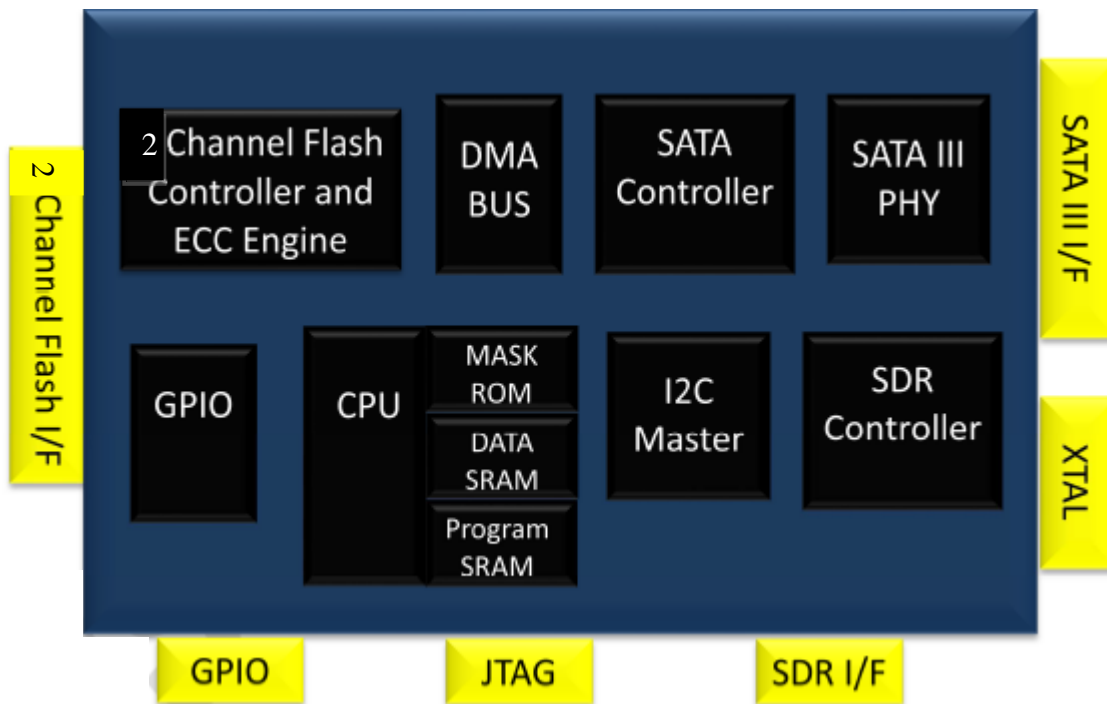 2 Channel Flash
Controller and
ECC Engine
DMA
BUS
SATA
Controller
SATA III
PHY
2 Channel Flash I/F
SATA III I/F
GPIO
CPU
MASK
ROM
DATA
SRAM
Program
SRAM
I2C
Master
SDR
Controller
XTAL
GPIO
JTAG
SDR I/F